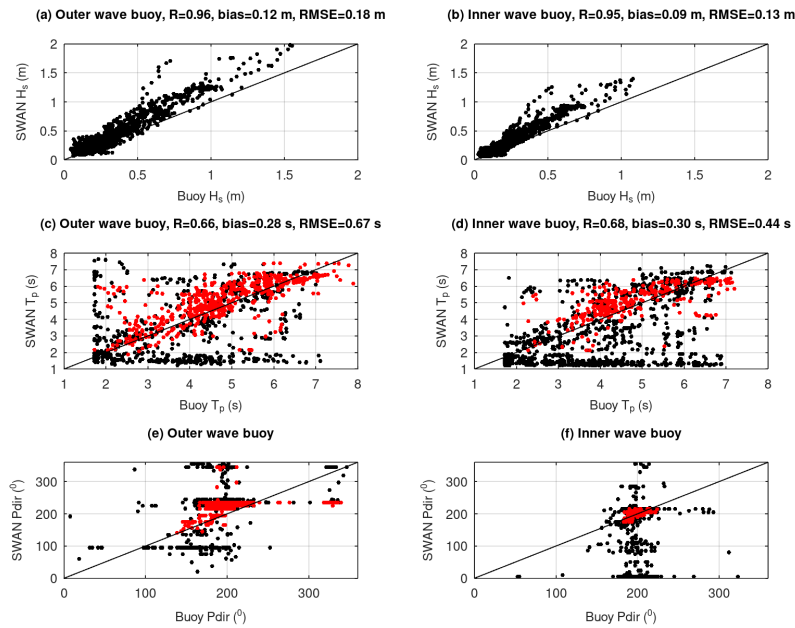 (a) Outer wave buoy, R=0.96, bias=0.12 m, RMSE=0.18 m
(b) Inner wave buoy, R=0.95, bias=0.09 m, RMSE=0.13 m
SWAN Hs (m)
2
1.5
1
0.5
0
0 0.5 1 1.5 2
Buoy Hs (m)
SWAN Hs (m)
2
1.5
1
0.5
0
0 0.5 1 1.5 2
Buoy Hs (m)
(c) Outer wave buoy, R=0.66, bias=0.28 s, RMSE=0.67 s
(d) Inner wave buoy, R=0.68, bias=0.30 s, RMSE=0.44 s
SWAN Tp (s)
8
7
6
5
4
3
2
1
1 2 3 4 5 6 7 8
Buoy Tp (s)
SWAN Tp (s)
8
7
6
5
4
3
2
1
1 2 3 4 5 6 7 8
Buoy Tp (s)
(e) Outer wave buoy
(f) Inner wave buoy
SWAN Pdir (0)
300
200
100
0
0 100 200 300
Buoy Pdir (0)
SWAN Pdir (0)
300
200
100
0
0 100 200 300
Buoy Pdir (0)